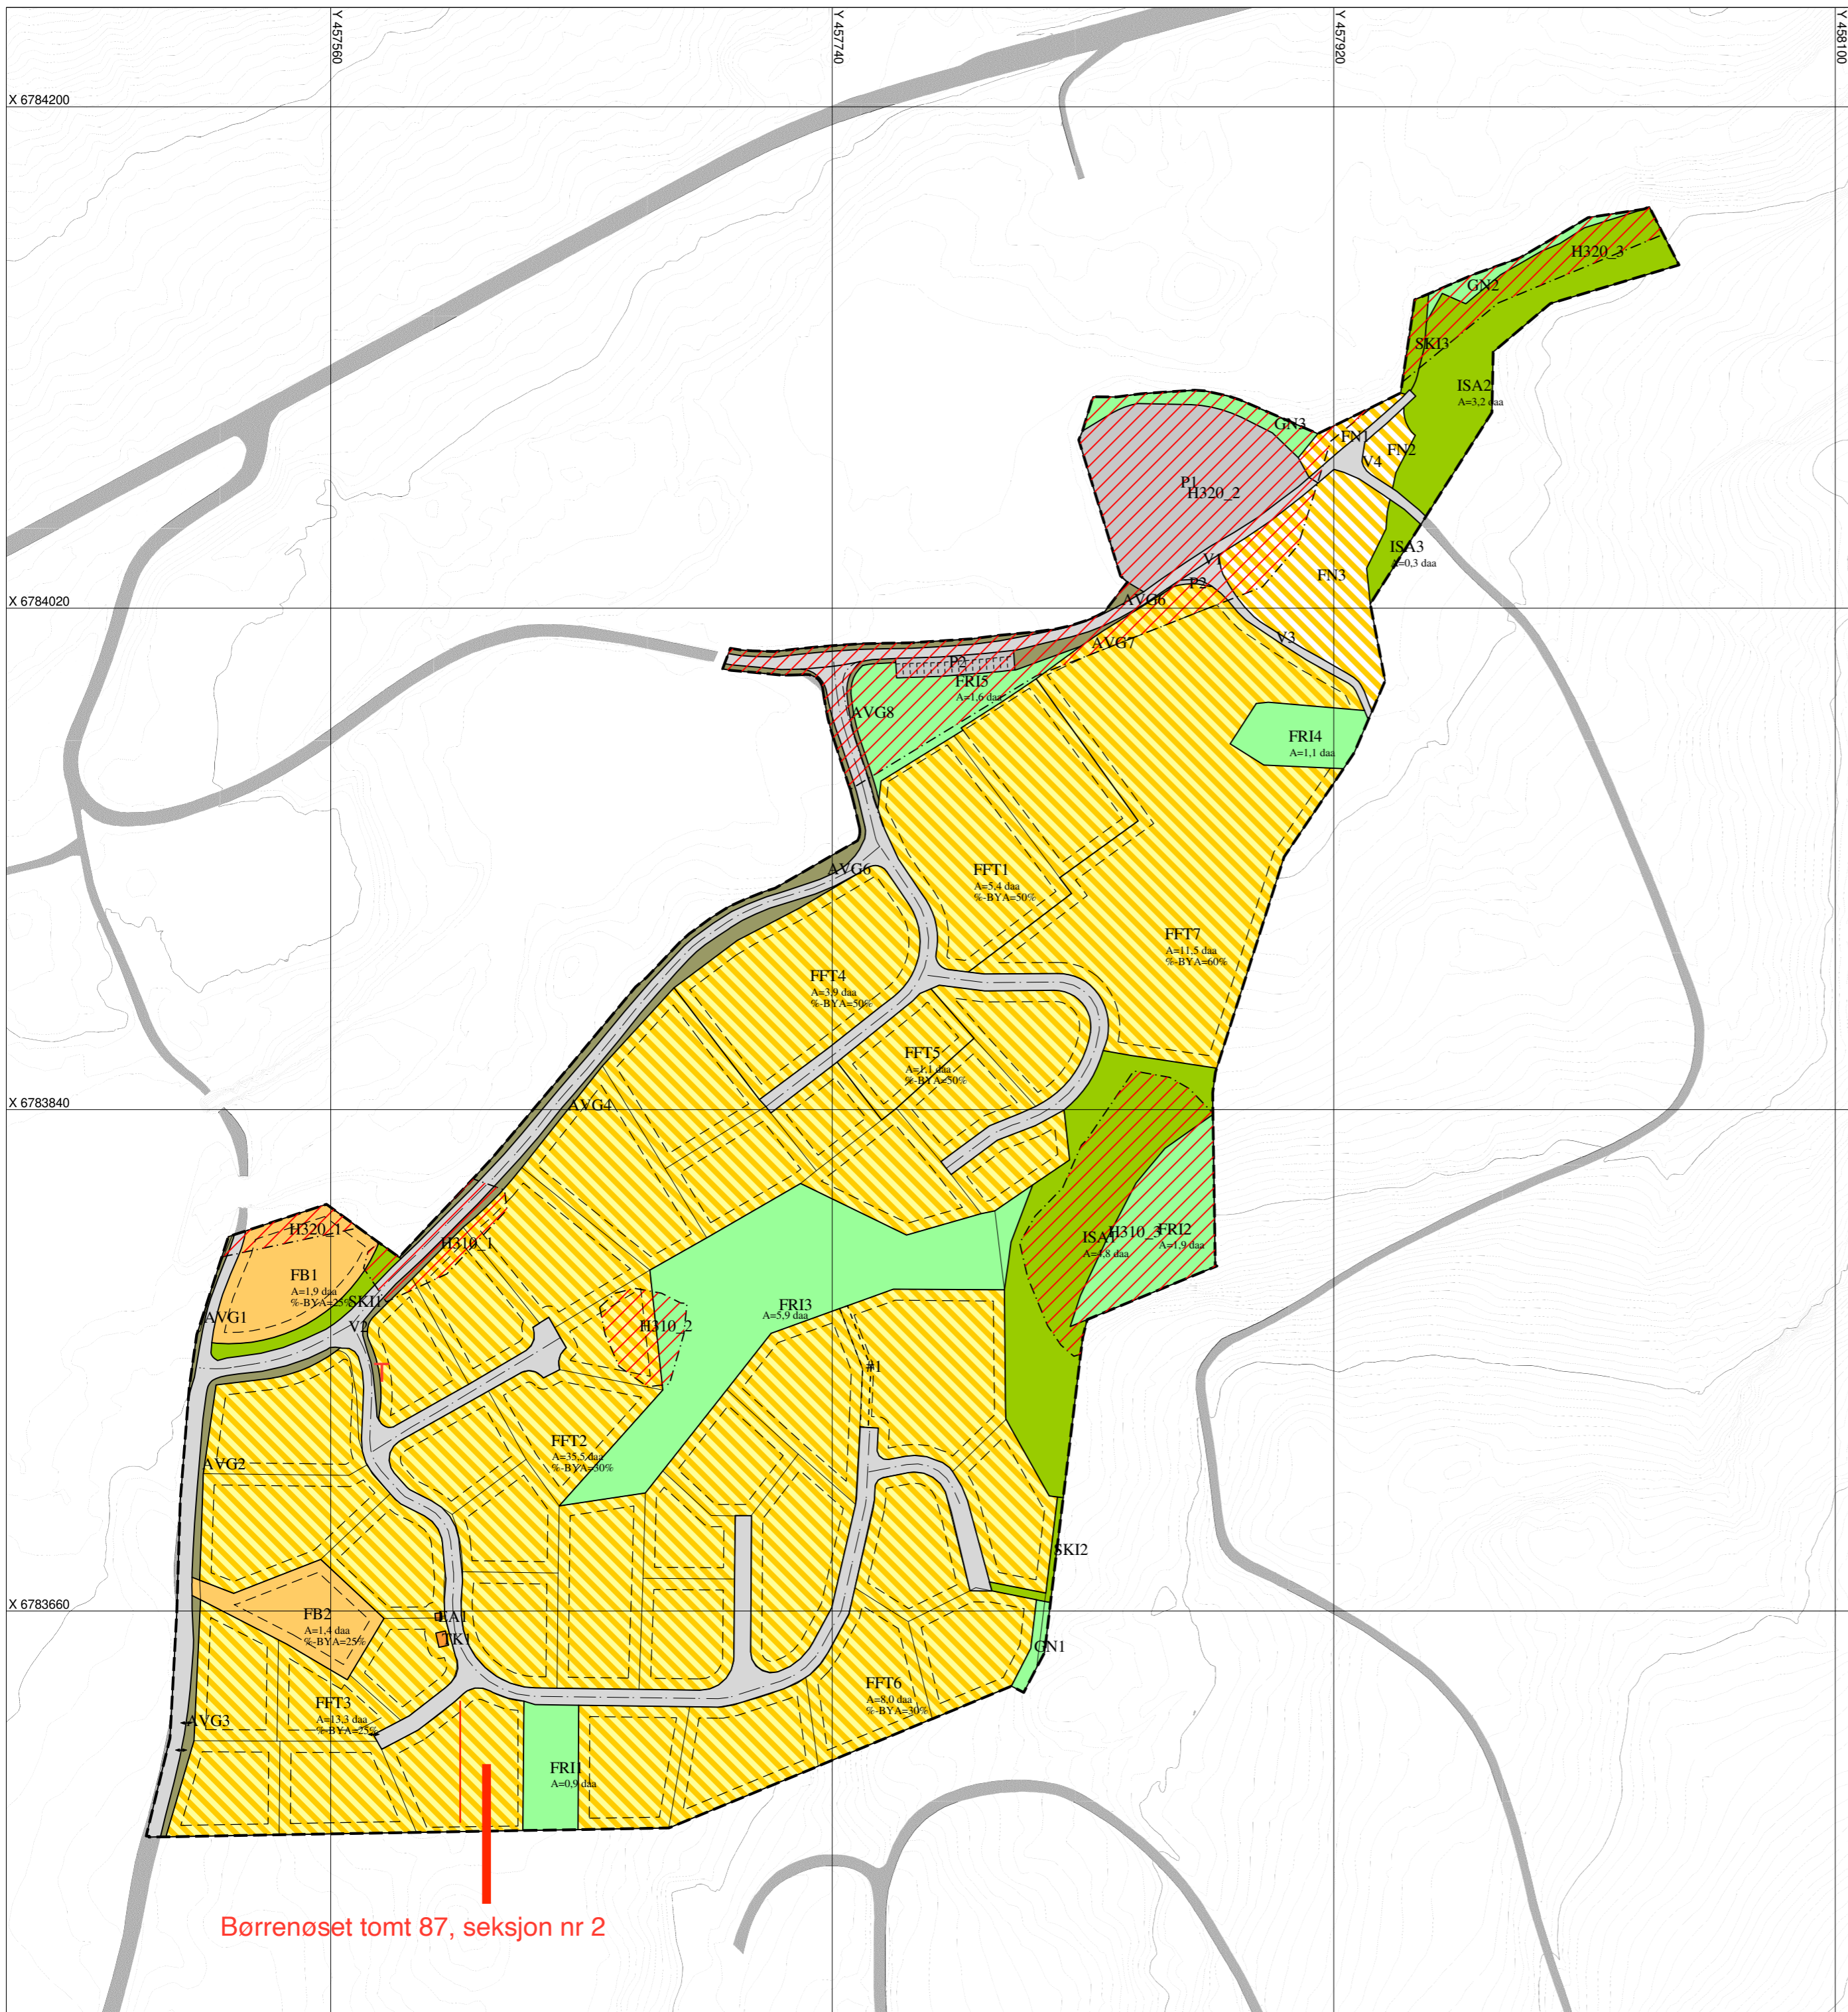 Y 457560
Y 457740
Y 457920
Y 458100
X 6784200
H320_3
GN2
SKI3
ISA2
A=3,2 daa
GN3
FN1
FN2
V4
P1
H320_2
ISA3
A=0,3 daa
V1
FN3
P2
AVG6
X 6784020
V3
AVG7
P2
FRI5
A=1,6 daa
AVG8
FRI4
A=1,1 daa
AVG6
FFT1
A=5,4 daa
%-BYA=50%
FFT7
A=11,5 daa
%-BYA=60%
FFT4
A=3,9 daa
%-BYA=50%
FFT5
A=1,1 daa
%-BYA=50%
X 6783840
AVG4
H320_1
H310_1
ISA1
A=4,8 daa
H310_3
FRI2
A=1,9 daa
FB1
A=1,9 daa
%-BYA=25%
SKI1
AVG1
V2
FRI3
A=5,9 daa
H310_2
T
#1
FFT2
A=35,5 daa
%-BYA=30%
AVG2
SKI2
X 6783660
FB2
A=1,4 daa
%-BYA=25%
EA1
TK1
GN1
FFT6
A=8,0 daa
%-BYA=30%
FFT3
A=13,3 daa
%-BYA=25%
AVG3
FRI1
A=0,9 daa
Børrenøset tomt 87, seksjon nr 2